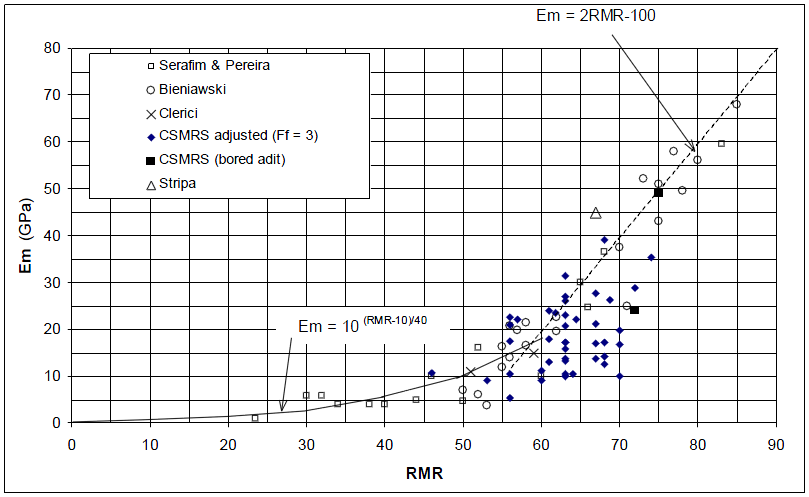 Em = 2RMR-100
80
70
60
50
40
30
20
10
0
Em (GPa)
Serafim & Pereira
Bieniawski
Clerici
CSMRS adjusted (Ff = 3)
CSMRS (bored adit)
Stripa
Em = 10 (RMR-10)/40
0 10 20 30 40 50 60 70 80 90
RMR